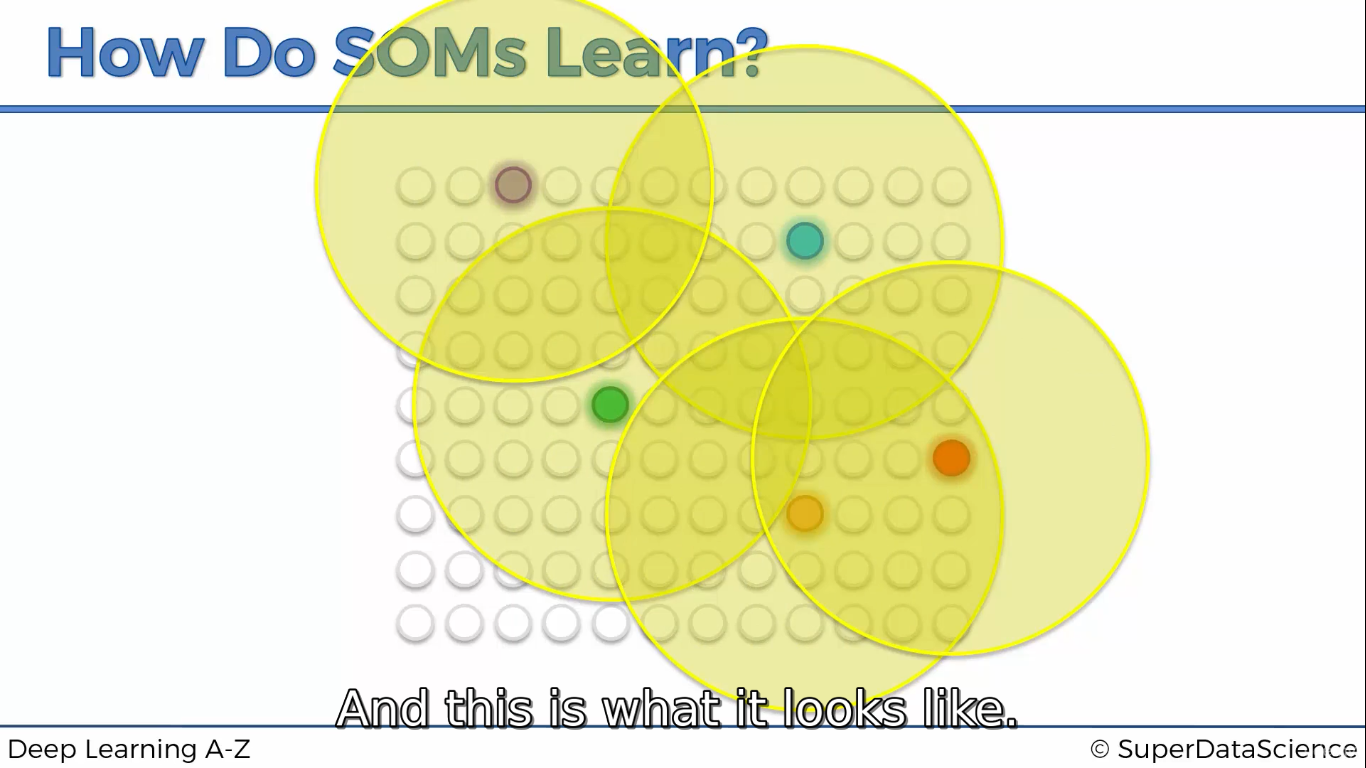 How Do SOMs Learn?
And this is what it looks like.
Deep Learning A-Z
© SuperDataScience